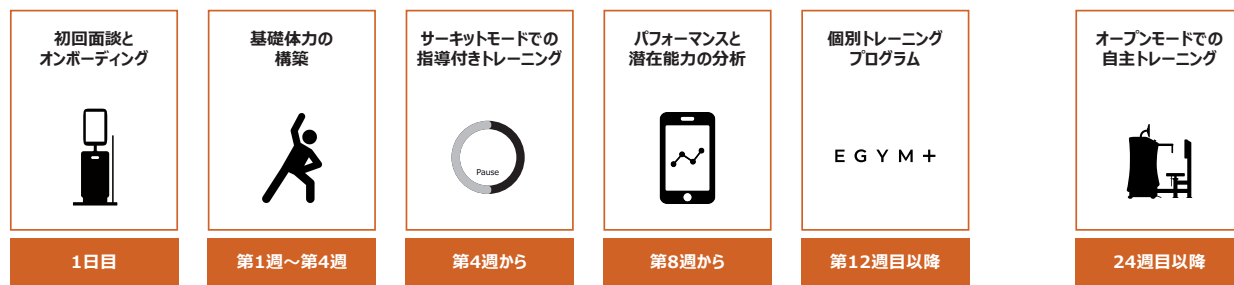 初回面談と
オンボーディング
1日目
基礎体力の
構築
第1週～第4週
サーキットモードでの
指導付きトレーニング
Pause
第4週から
パフォーマンスと
潜在能力の分析
第8週から
個別トレーニング
プログラム
EGYM+
第12週目以降
オープンモードでの
自主トレーニング
24週目以降